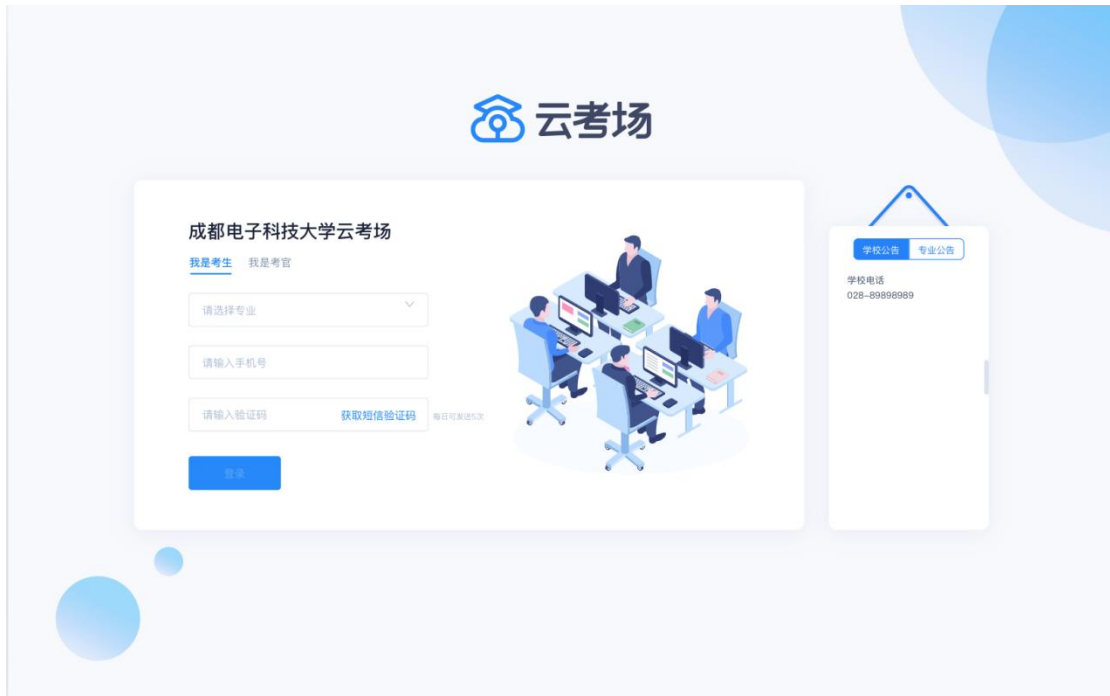 云考场
成都电子科技大学云考场
我是考生 我是考官
请选择专业
请输入手机号
请输入验证码 获取短信验证码 每日可发送5次
登录
学校公告 专业公告
学校电话
028-89898989